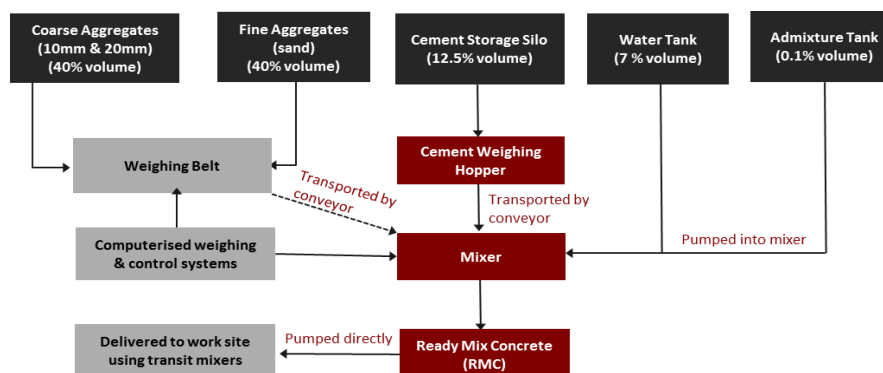 Coarse Aggregates
(10mm & 20mm)
(40% volume)
Fine Aggregates
(sand)
(40% volume)
Cement Storage Silo
(12.5% volume)
Water Tank
(7 % volume)
Admixture Tank
(0.1% volume)
Weighing Belt
Cement Weighing
Hopper
Transported by
conveyor
Transported by
conveyor
Computerised weighing
& control systems
Mixer
Pumped into mixer
Delivered to work site
using transit mixers
Pumped directly
Ready Mix Concrete
(RMC)